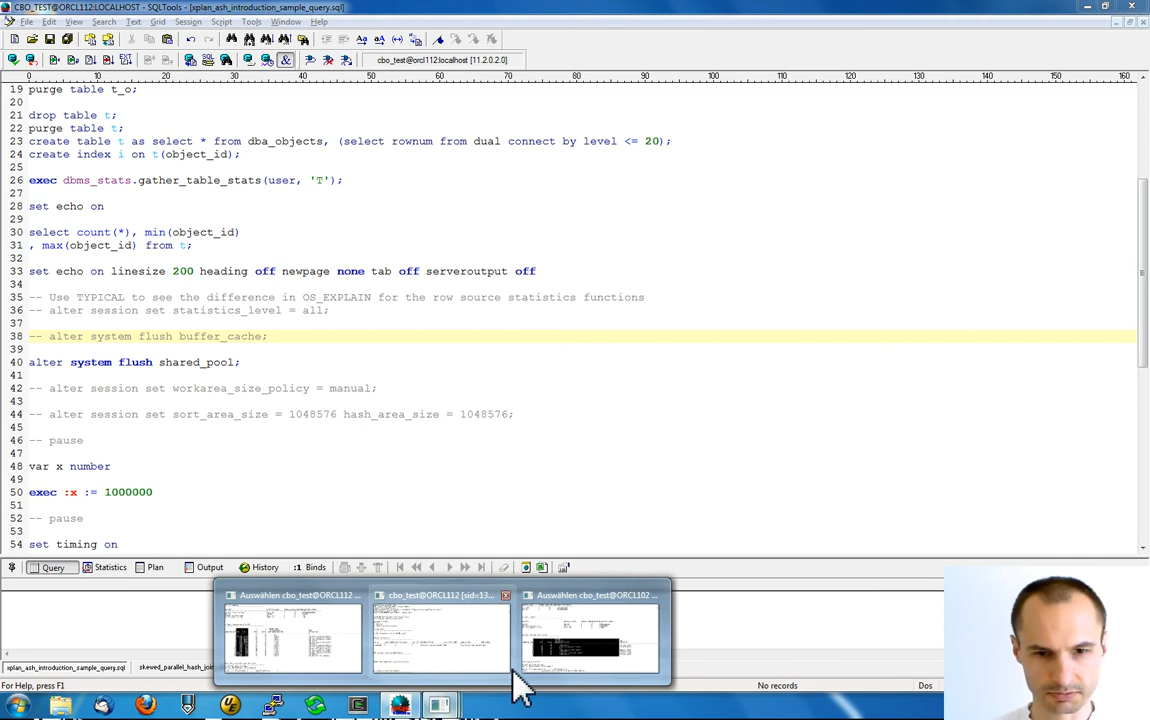 CBO_TEST@ORCL112:LOCALHOST - SQLTools - [xplan_ash_introduction_sample_query.sql]
File Edit View Search Text Grid Session Script Tools Window Help
cbo_test@orcl112:localhost [11.2.0.2.0]
0 10 20 30 40 50 60 70 80 90 100 110 120 130 140 150 160
19 purge table t_o;
20
21 drop table t;
22 purge table t;
23 create table t as select * from dba_objects, (select rownum from dual connect by level <= 20);
24 create index i on t(object_id);
25
26 exec dbms_stats.gather_table_stats(user, 'T');
27
28 set echo on
29
30 select count(*), min(object_id)
31 , max(object_id) from t;
32
33 set echo on linesize 200 heading off newpage none tab off serveroutput off
34
35 -- Use TYPICAL to see the difference in OS_EXPLAIN for the row source statistics functions
36 -- alter session set statistics_level = all;
37
38 -- alter system flush buffer_cache;
39
40 alter system flush shared_pool;
41
42 -- alter session set workarea_size_policy = manual;
43
44 -- alter session set sort_area_size = 1048576 hash_area_size = 1048576;
45
46 -- pause
47
48 var x number
49
50 exec :x := 1000000
51
52 -- pause
53
54 set timing on
Query Statistics Plan Output History :1 Binds
Auswählen cbo_test@ORCL112 ... cbo_test@ORCL112 [sid=13... Auswählen cbo_test@ORCL102 ...
xplan_ash_introduction_sample_query.sql skewed_parallel_hash_join
For Help, press F1 No records Dos